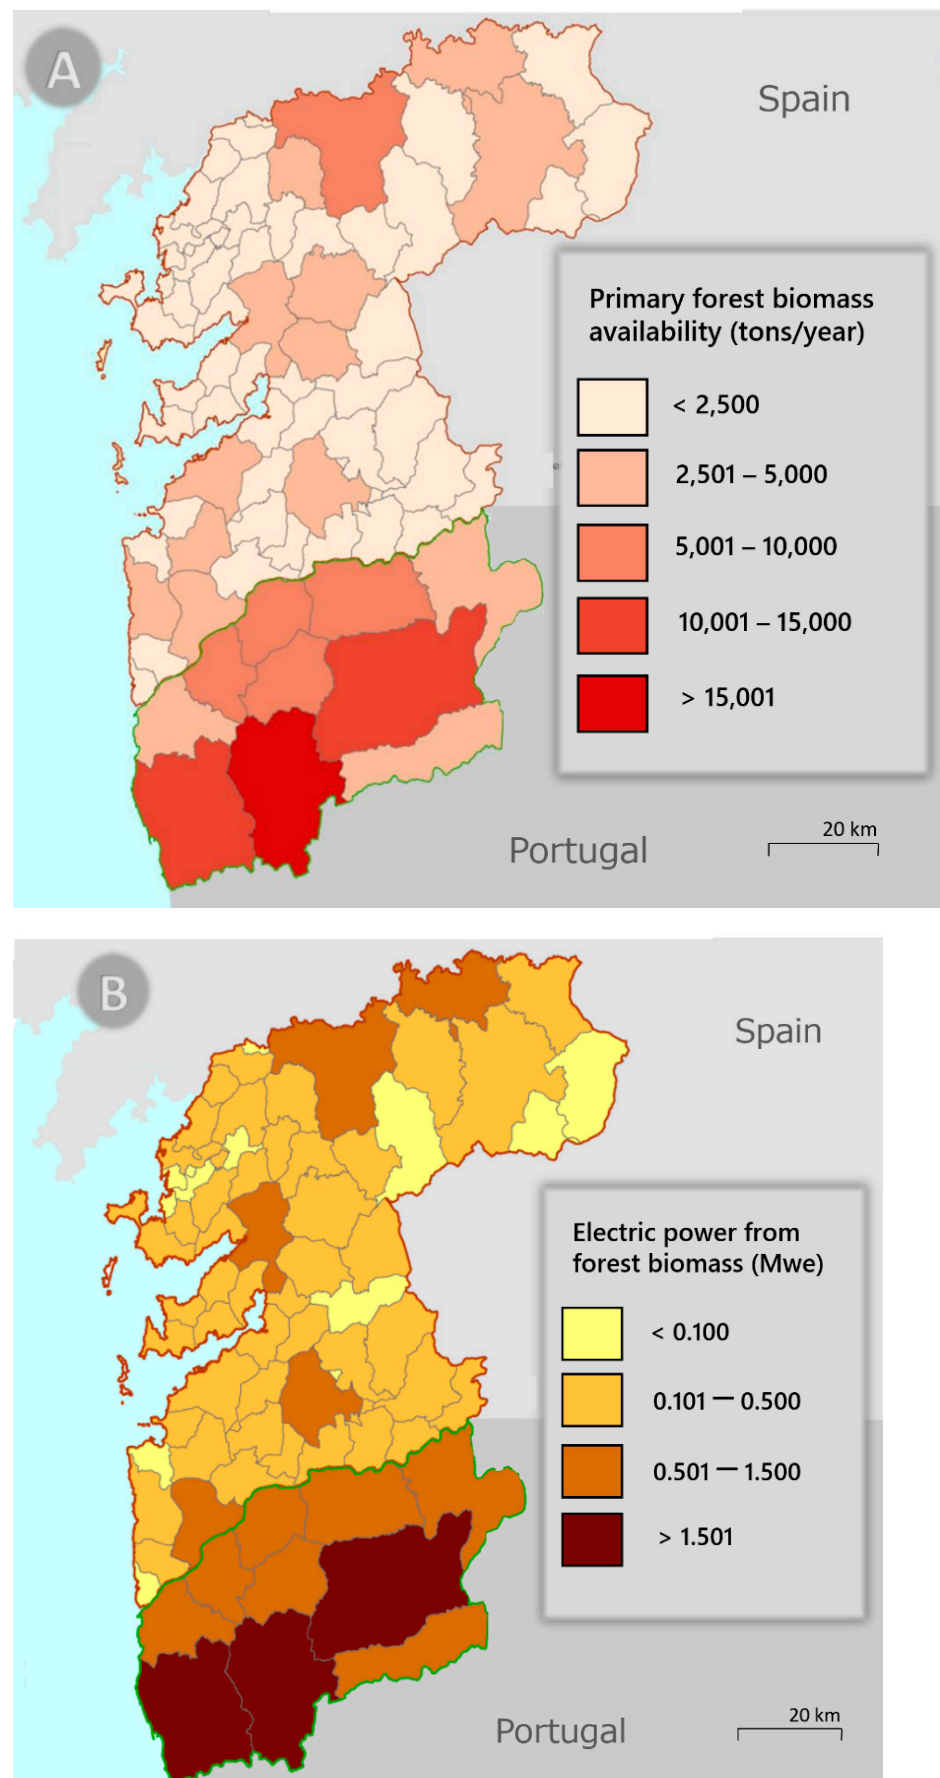 A
Spain
Primary forest biomass
availability (tons/year)
< 2,500
2,501 – 5,000
5,001 – 10,000
10,001 – 15,000
> 15,001
20 km
Portugal
B
Spain
Electric power from
forest biomass (Mwe)
< 0.100
0.101 — 0.500
0.501 — 1.500
> 1.501
20 km
Portugal